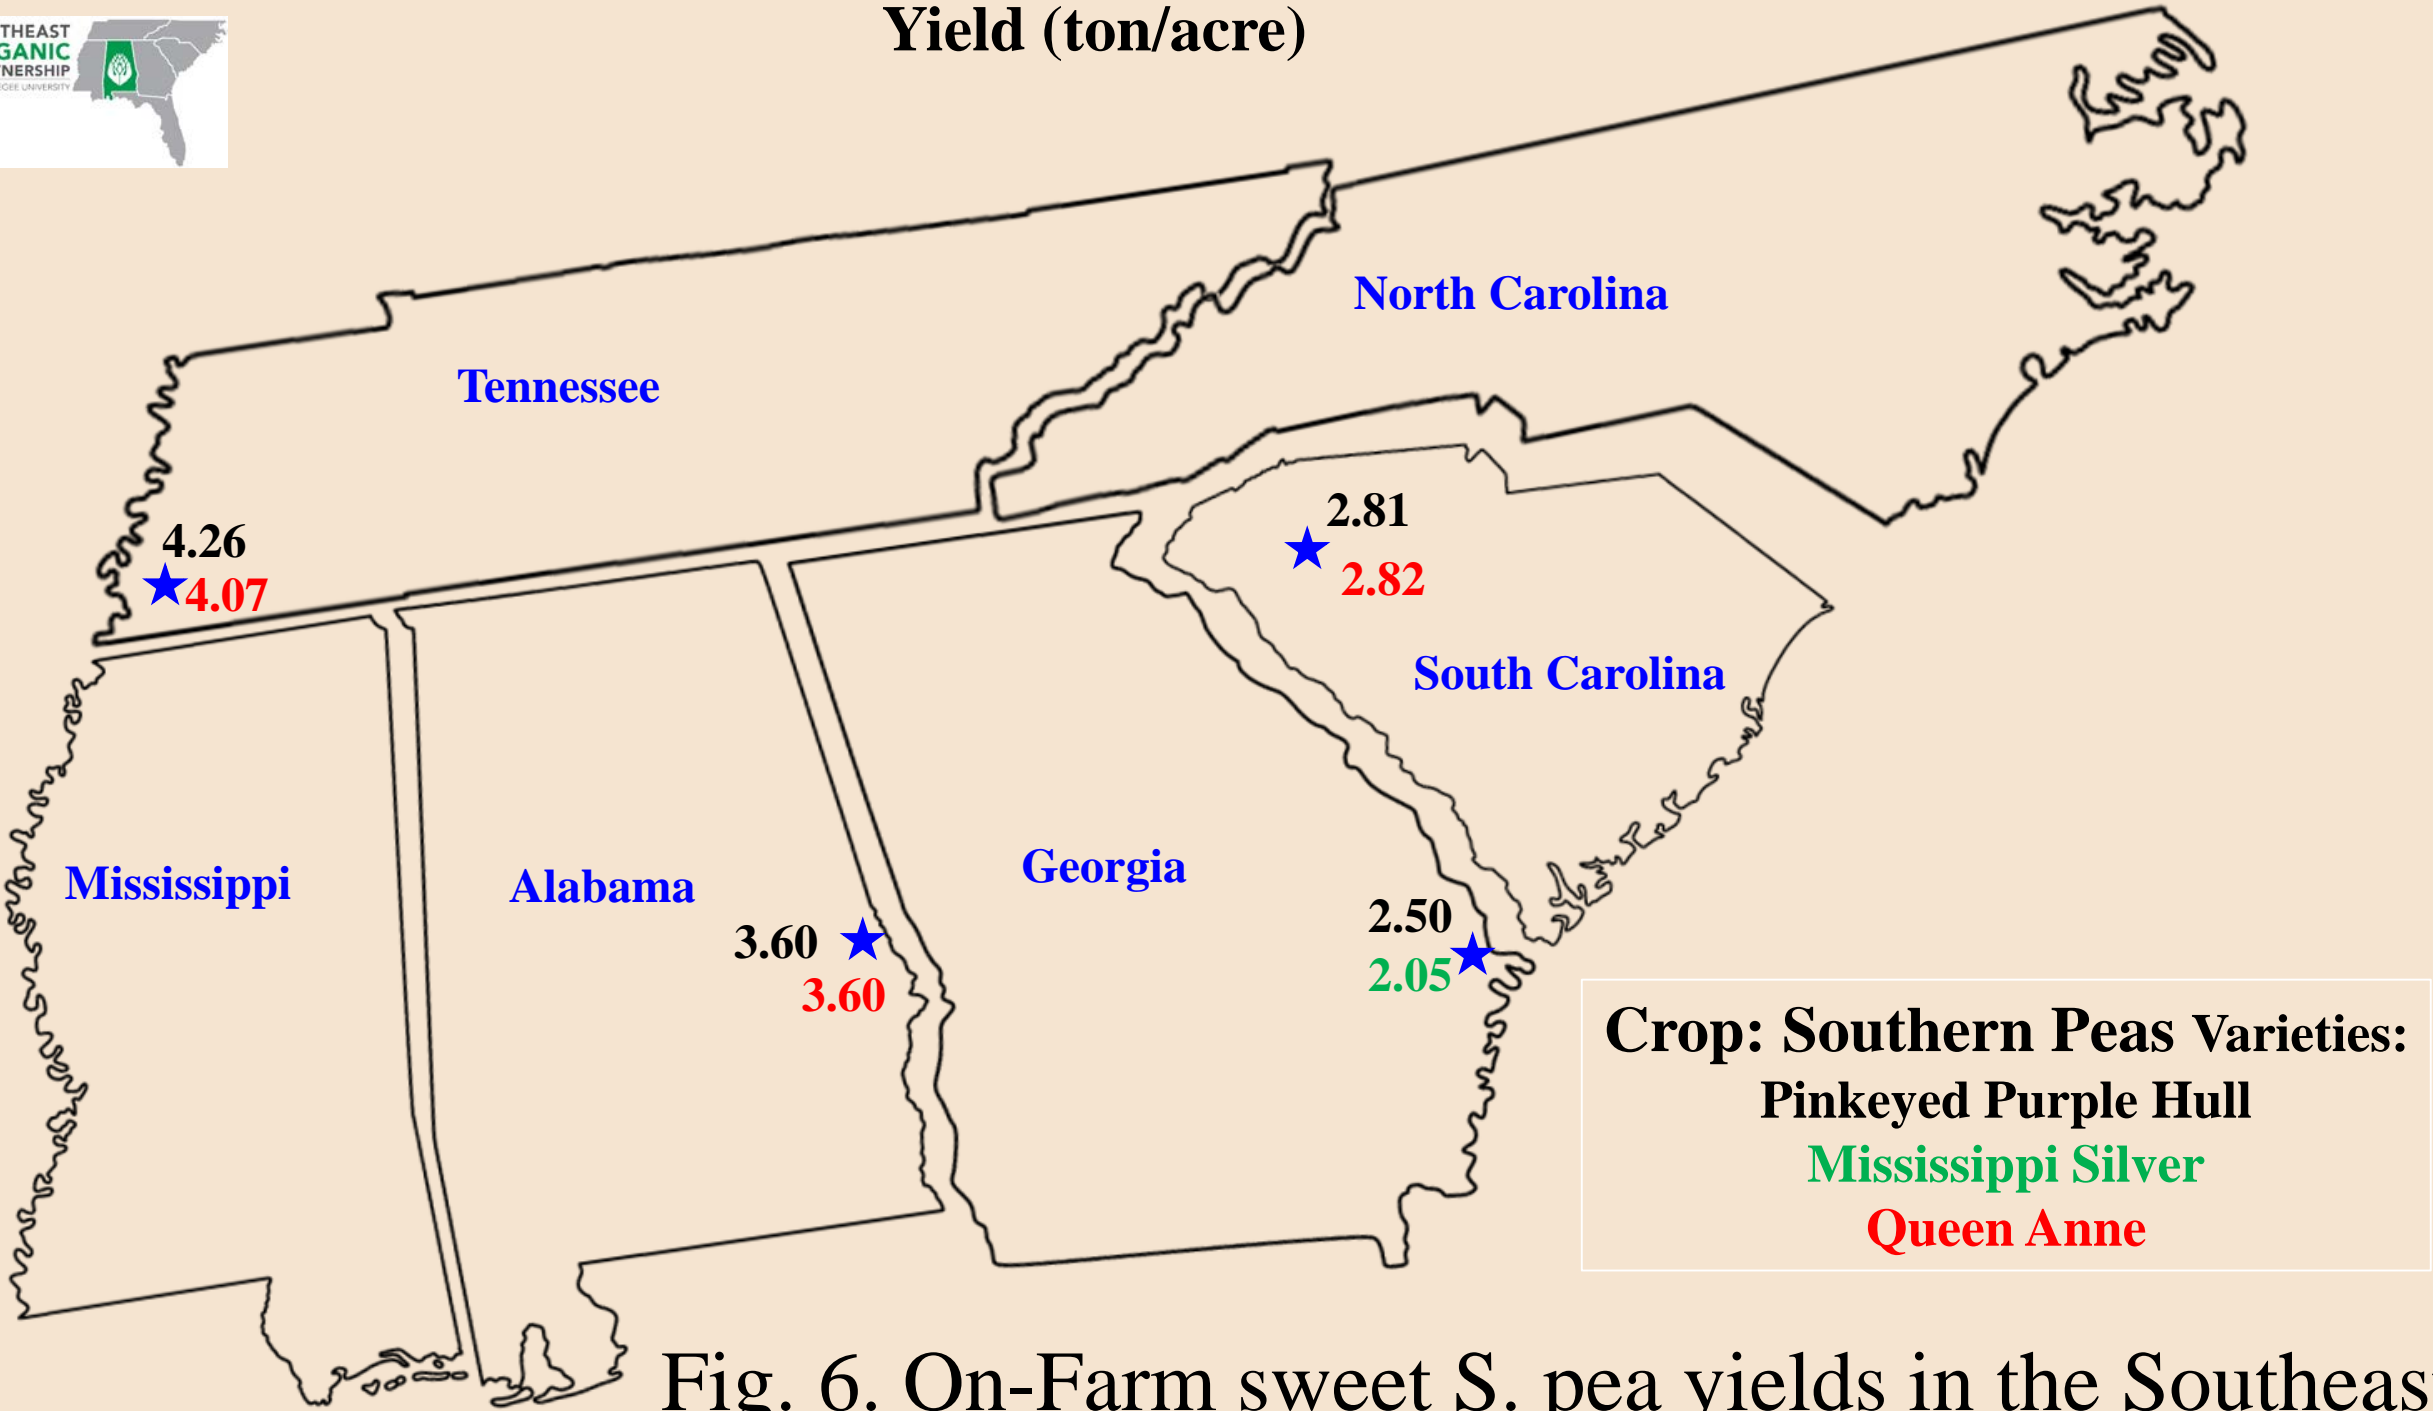 Yield (ton/acre)
THEAST
GANIC
NERSHIP
EGEE UNIVERSITY
North Carolina
Tennessee
2.81
4.26
2.82
4.07
South Carolina
Georgia
Mississippi
Alabama
2.50
3.60
2.05
3.60
Crop: Southern Peas Varieties:
Pinkeyed Purple Hull
Mississippi Silver
Queen Anne
Fig. 6. On-Farm sweet S. pea yields in the Southeas